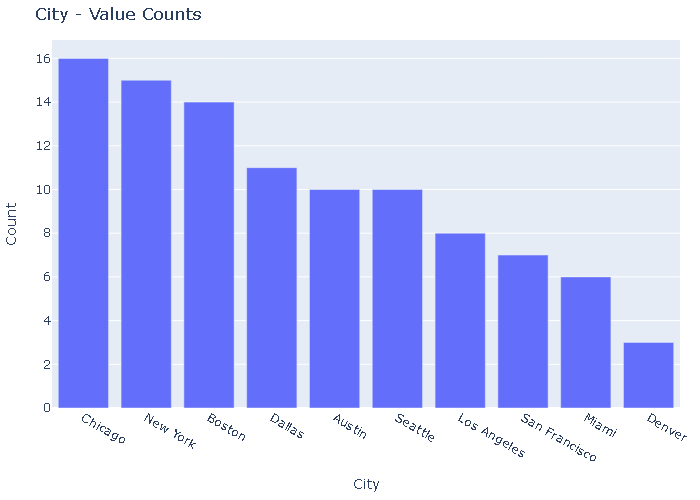 City - Value Counts
16
14
12
10
8
6
4
2
0
Count
Chicago
New York
Boston
Dallas
Austin
Seattle
Los Angeles
San Francisco
Miami
Denver
City